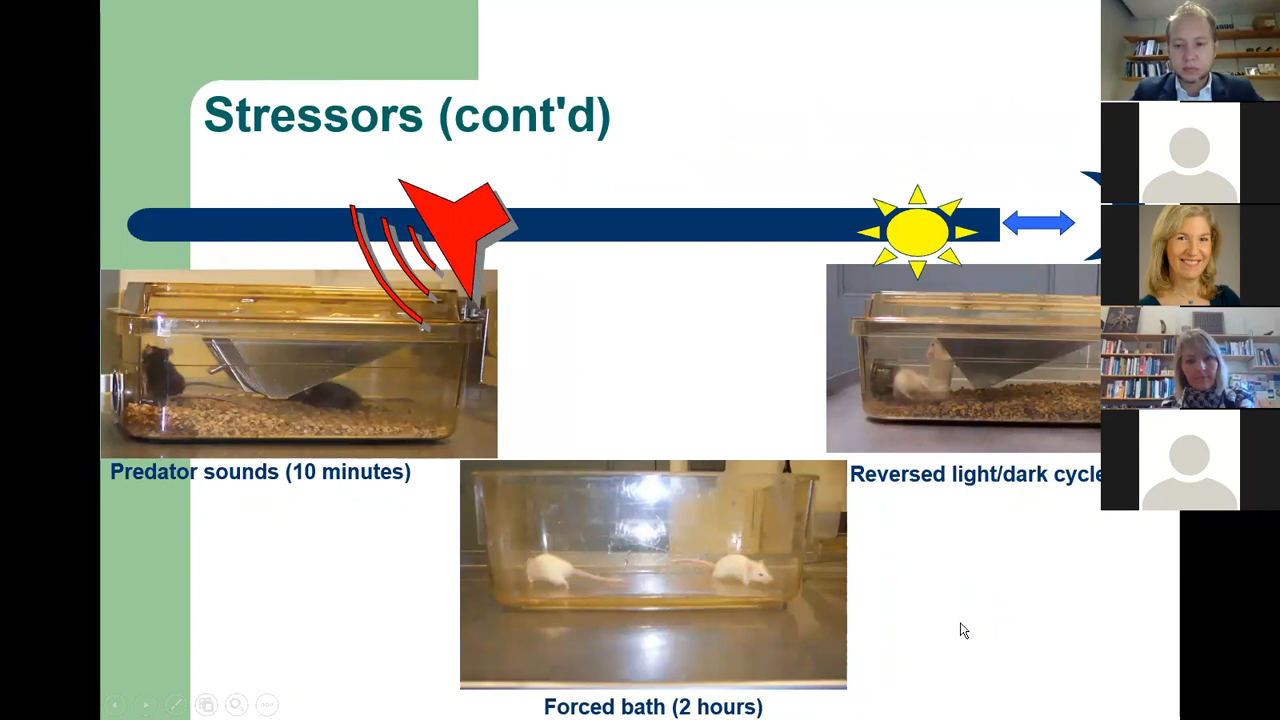 Stressors (cont'd)
Predator sounds (10 minutes)
Reversed light/dark cycle
Forced bath (2 hours)